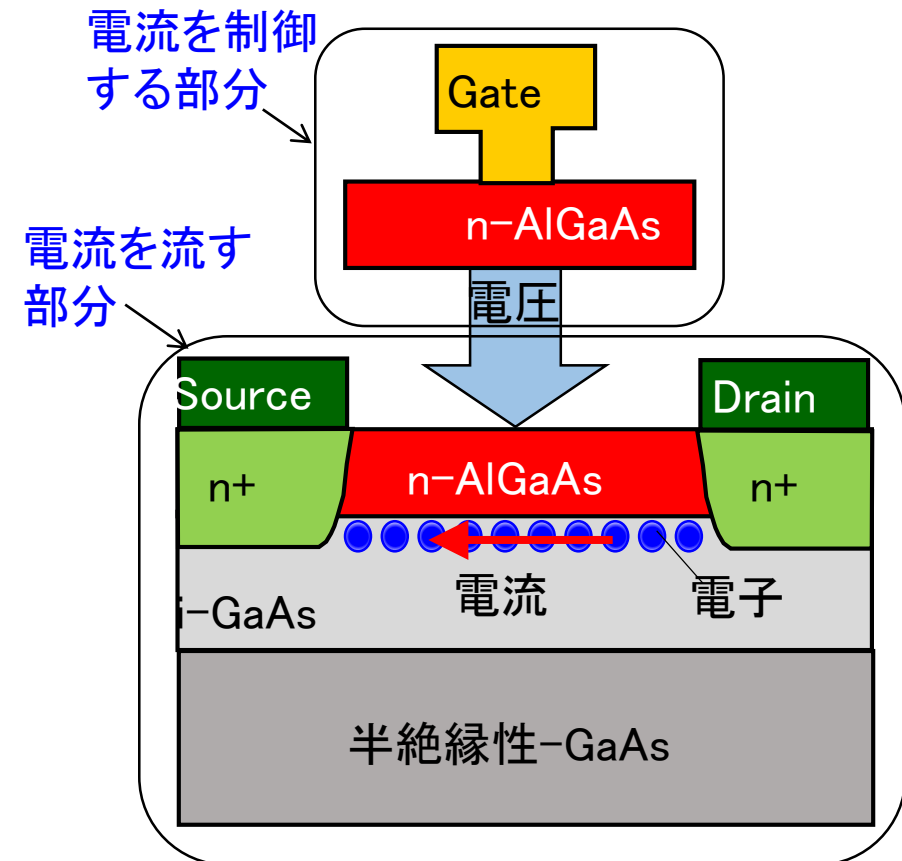 電流を制御
する部分
Gate
n-AlGaAs
電流を流す
部分
電圧
Source
Drain
n+
n-AlGaAs
n+
電流
電子
i-GaAs
半絶縁性-GaAs